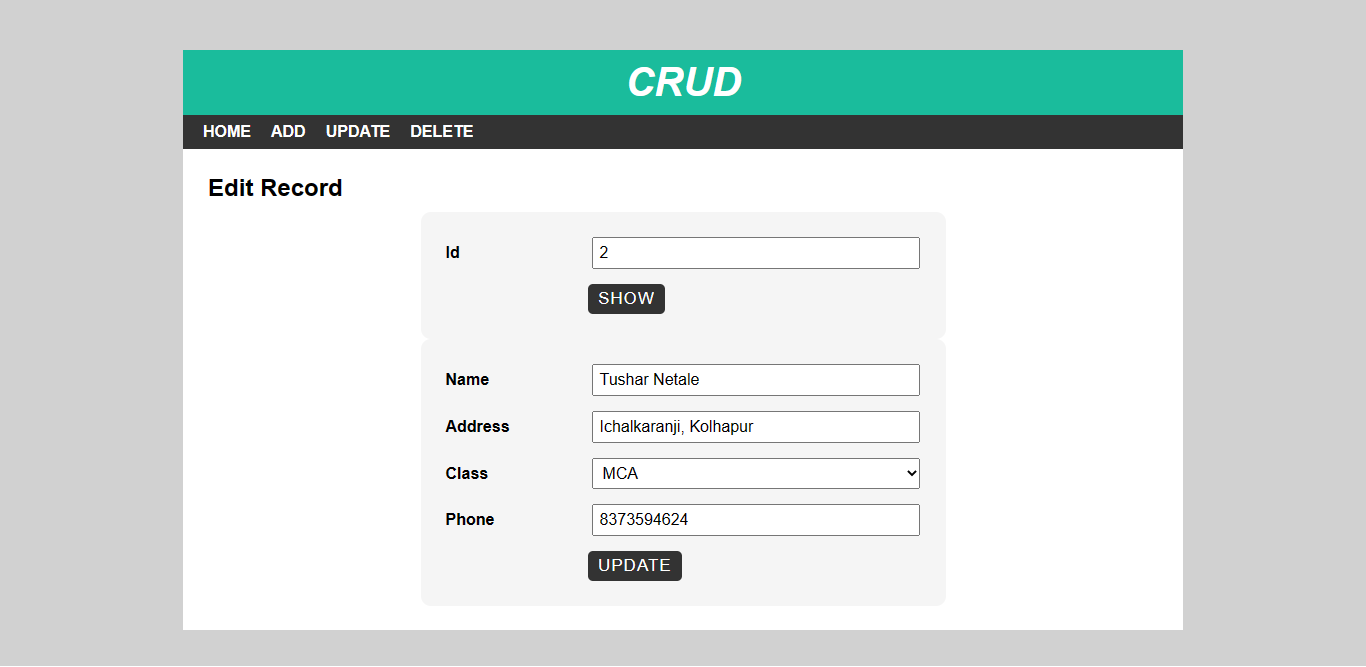 CRUD
HOME ADD UPDATE DELETE
Edit Record
Id 2
SHOW
Name Tushar Netale
Address Ichalkaranji, Kolhapur
Class MCA
Phone 8373594624
UPDATE